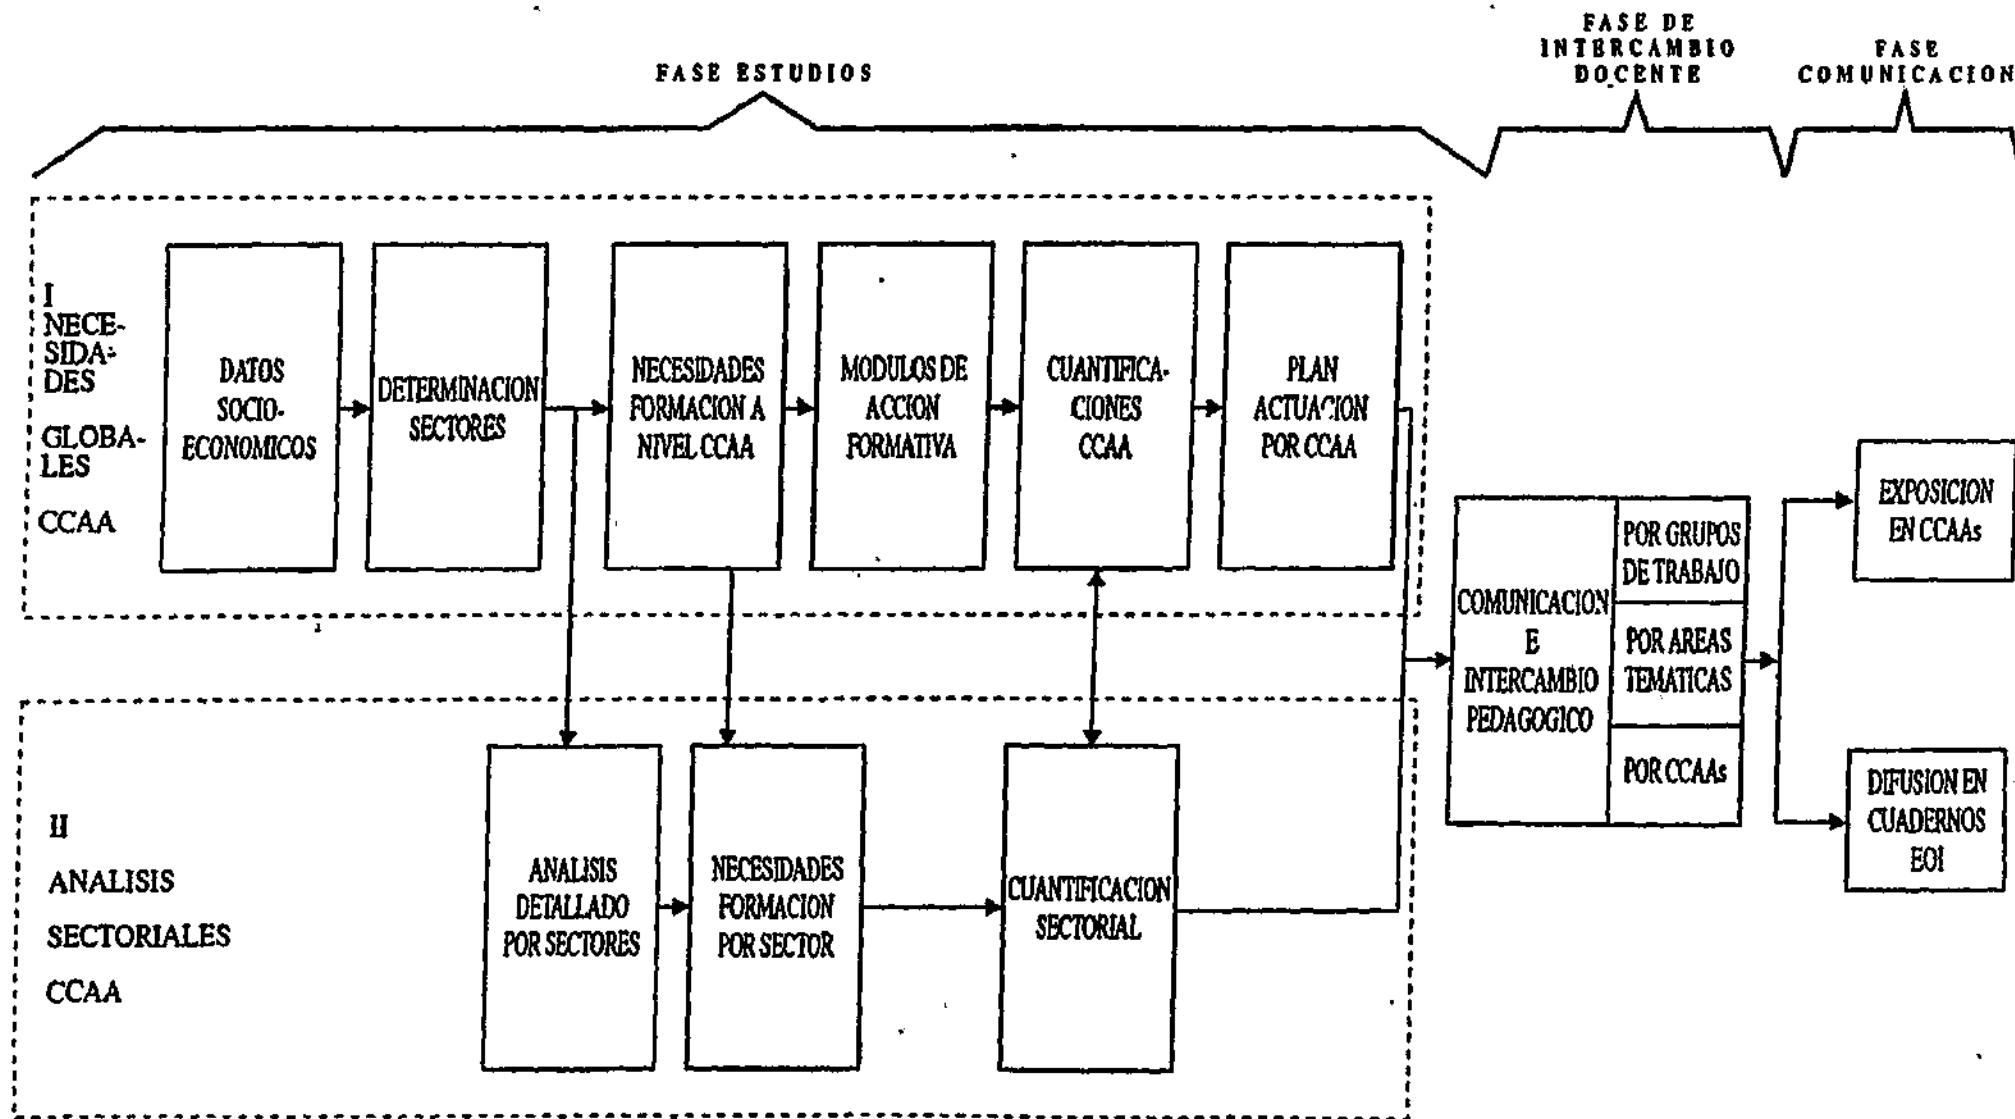 FASE ESTUDIOS
FASE DE
INTERCAMBIO
DOCENTE
FASE
COMUNICACION
I
NECE-
SIDA-
DES
GLOBA-
LES
CCAA
DATOS
SOCIO-
ECONOMICOS
DETERMINACION
SECTORES
NECESIDADES
FORMACION A
NIVEL CCAA
MODULOS DE
ACCION
FORMATIVA
CUANTIFICA-
CIONES
CCAA
PLAN
ACTUACION
POR CCAA
II
ANALISIS
SECTORIALES
CCAA
ANALISIS
DETALLADO
POR SECTORES
NECESIDADES
FORMACION
POR SECTOR
CUANTIFICACION
SECTORIAL
COMUNICACION
E
INTERCAMBIO
PEDAGOGICO
POR GRUPOS
DE TRABAJO
POR AREAS
TEMATICAS
POR CCAAs
EXPOSICION
EN CCAAs
DIFUSION EN
CUADERNOS
EOI